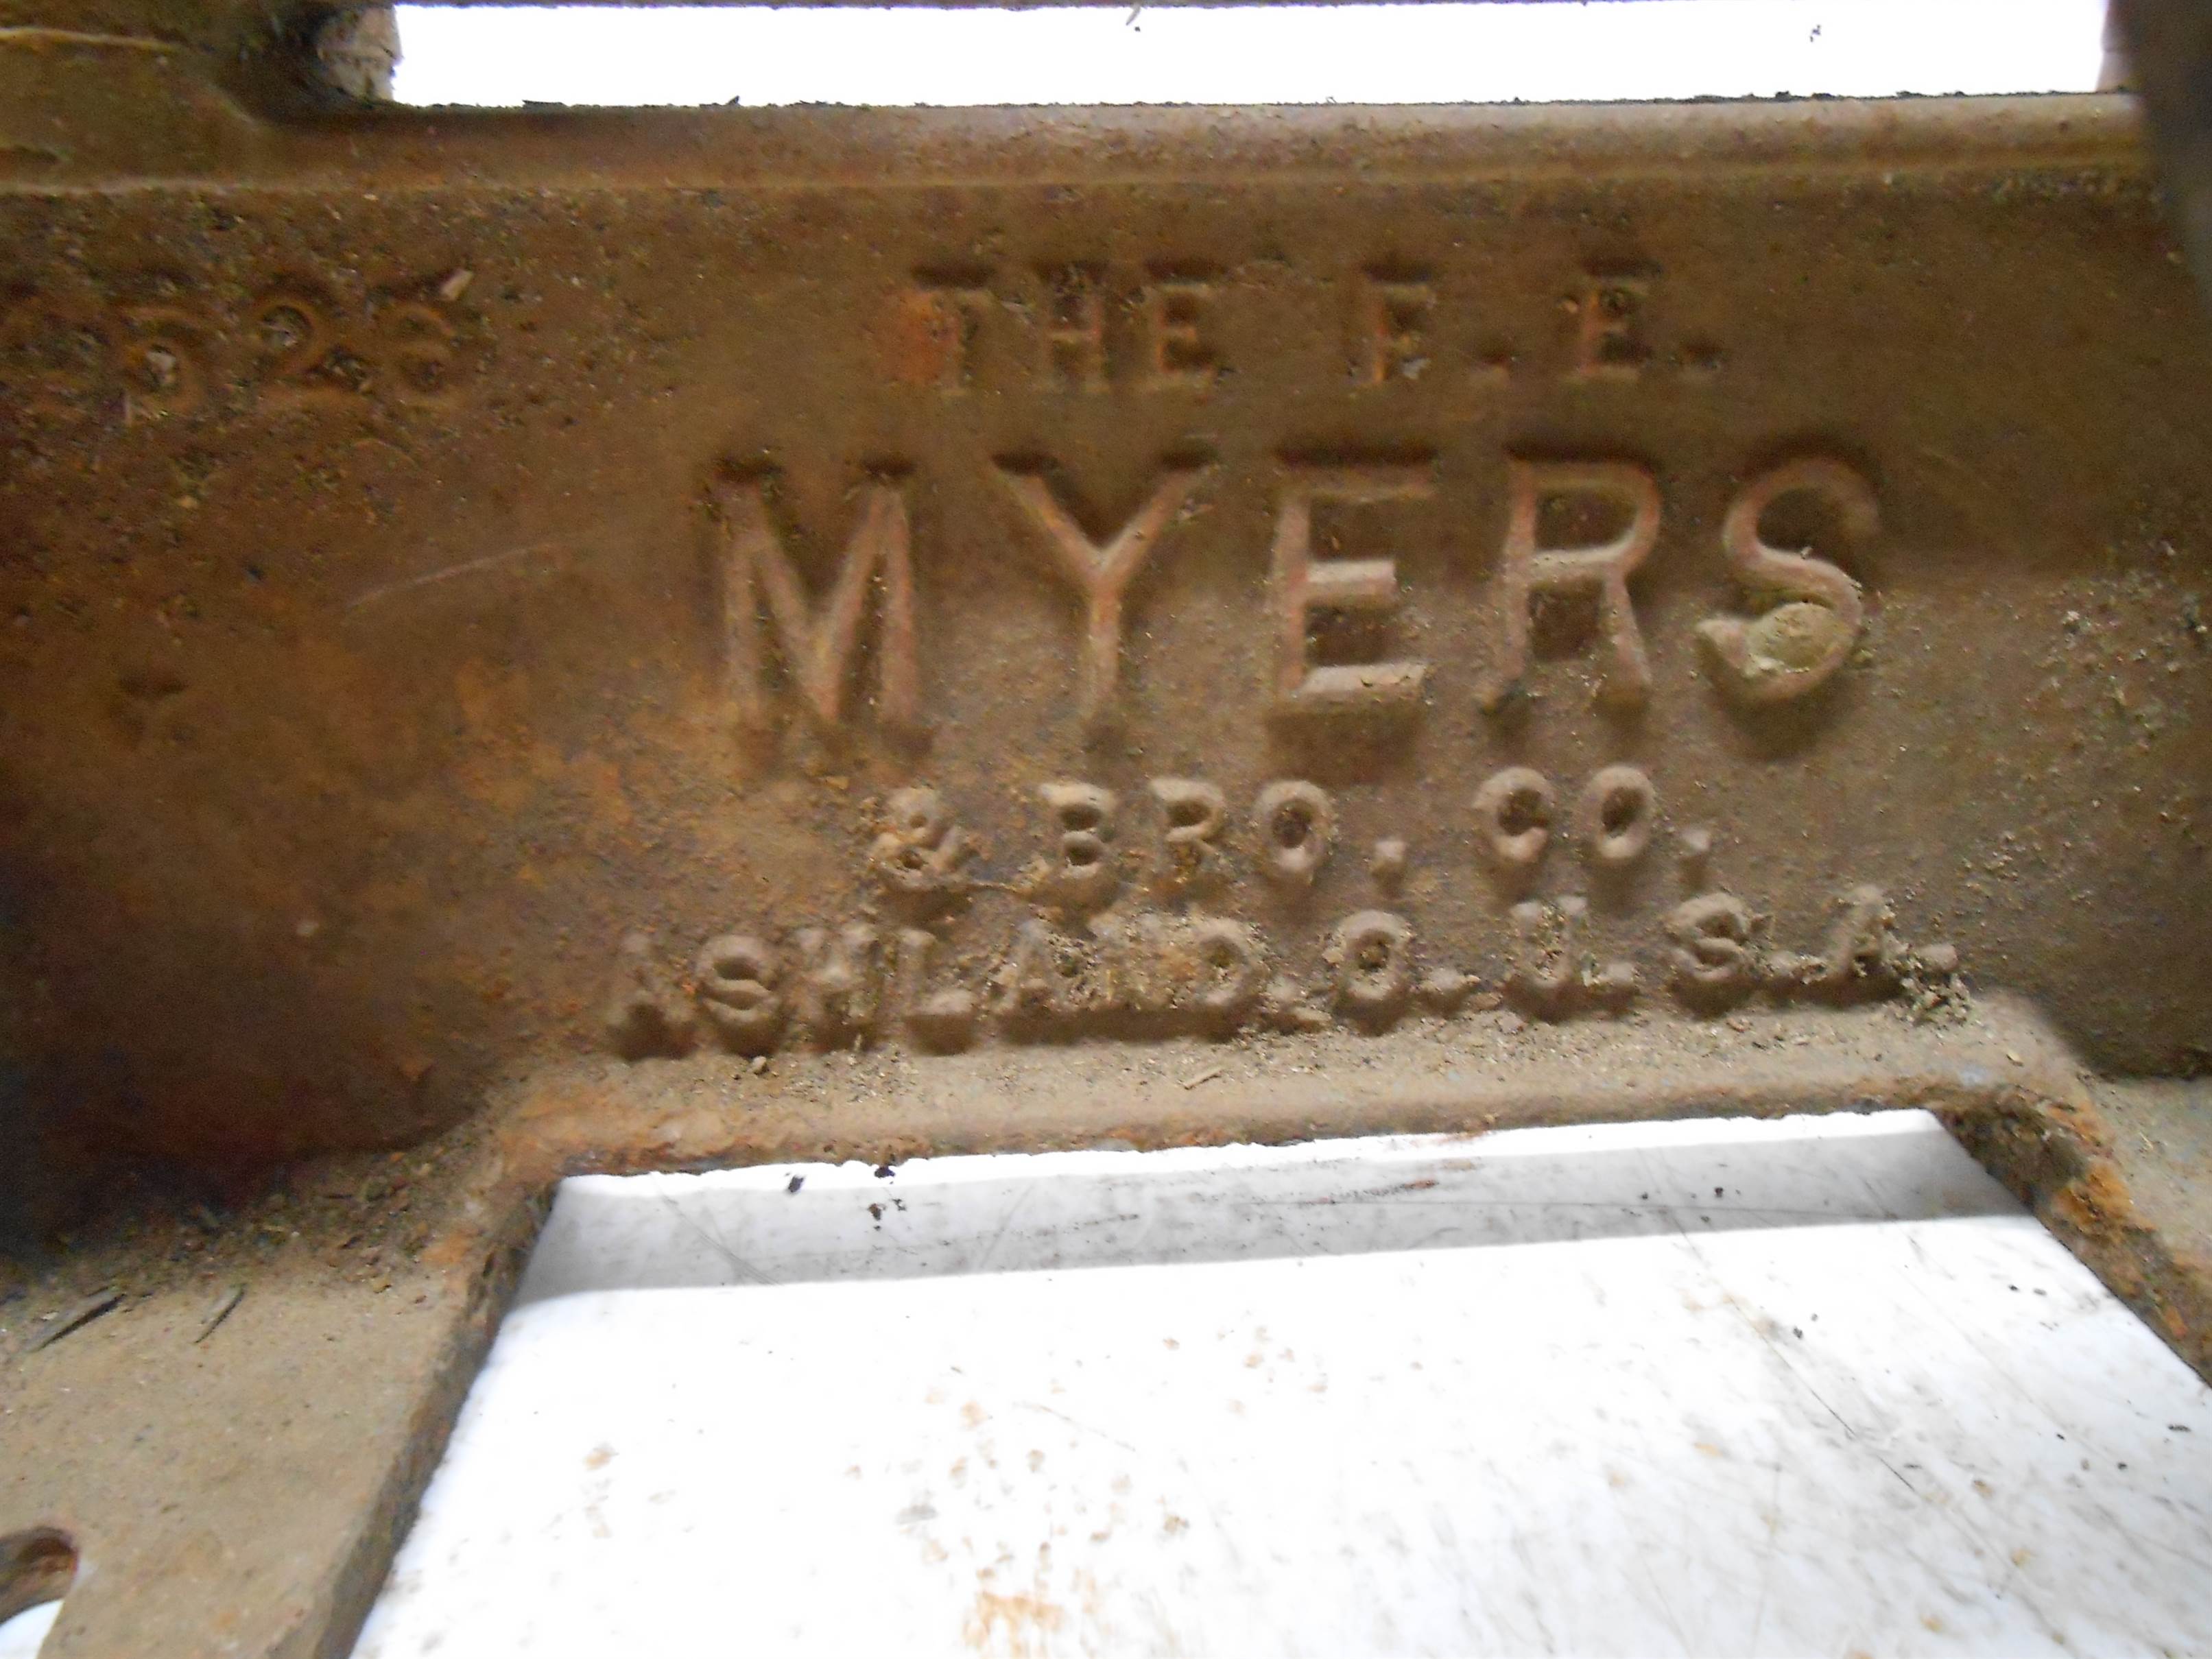 THE F. E.
MYERS
& BRO. CO.
ASHLAND. O. U.S.A.